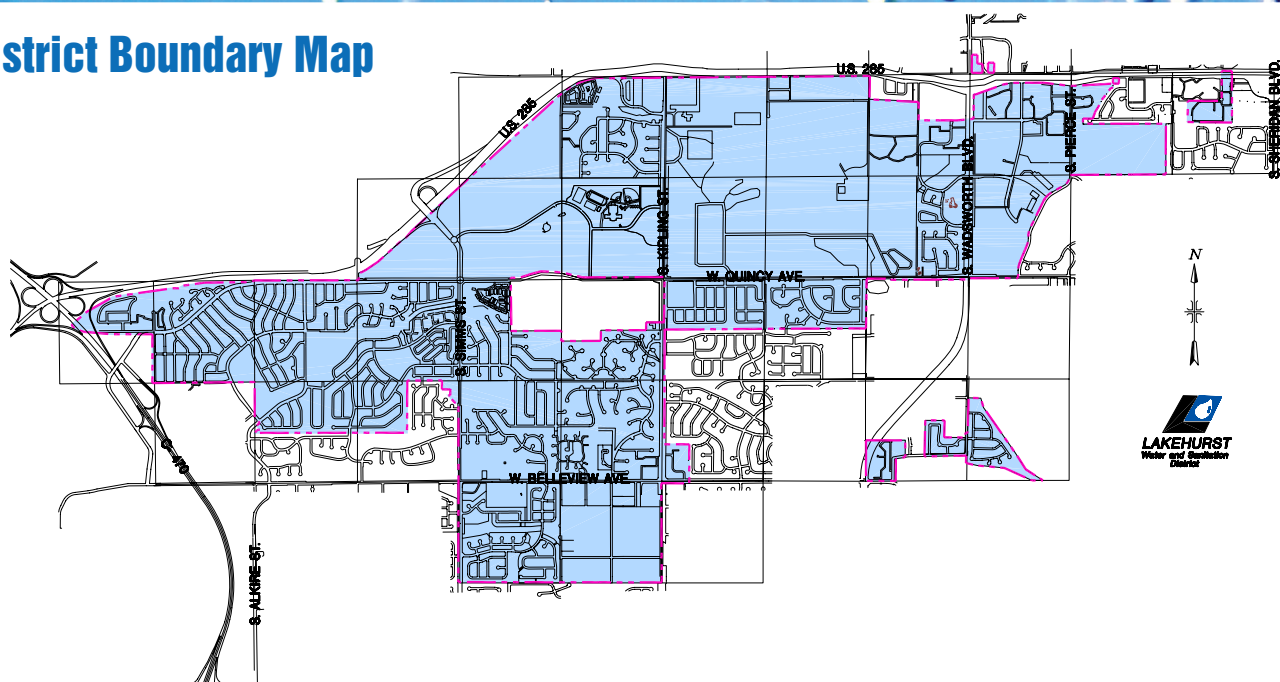 strict Boundary Map
U.S. 285
U.S. 285
S. SHERIDAN BLVD.
S. PIERCE ST.
S. WADSWORTH BLVD.
S. KIPLING ST.
N
W. QUINCY AVE
S. SIMMS ST.
LAKEHURST
Water and Sanitation
District
C 470
W. BELLEVIEW AVE
S. ALKIRE ST.